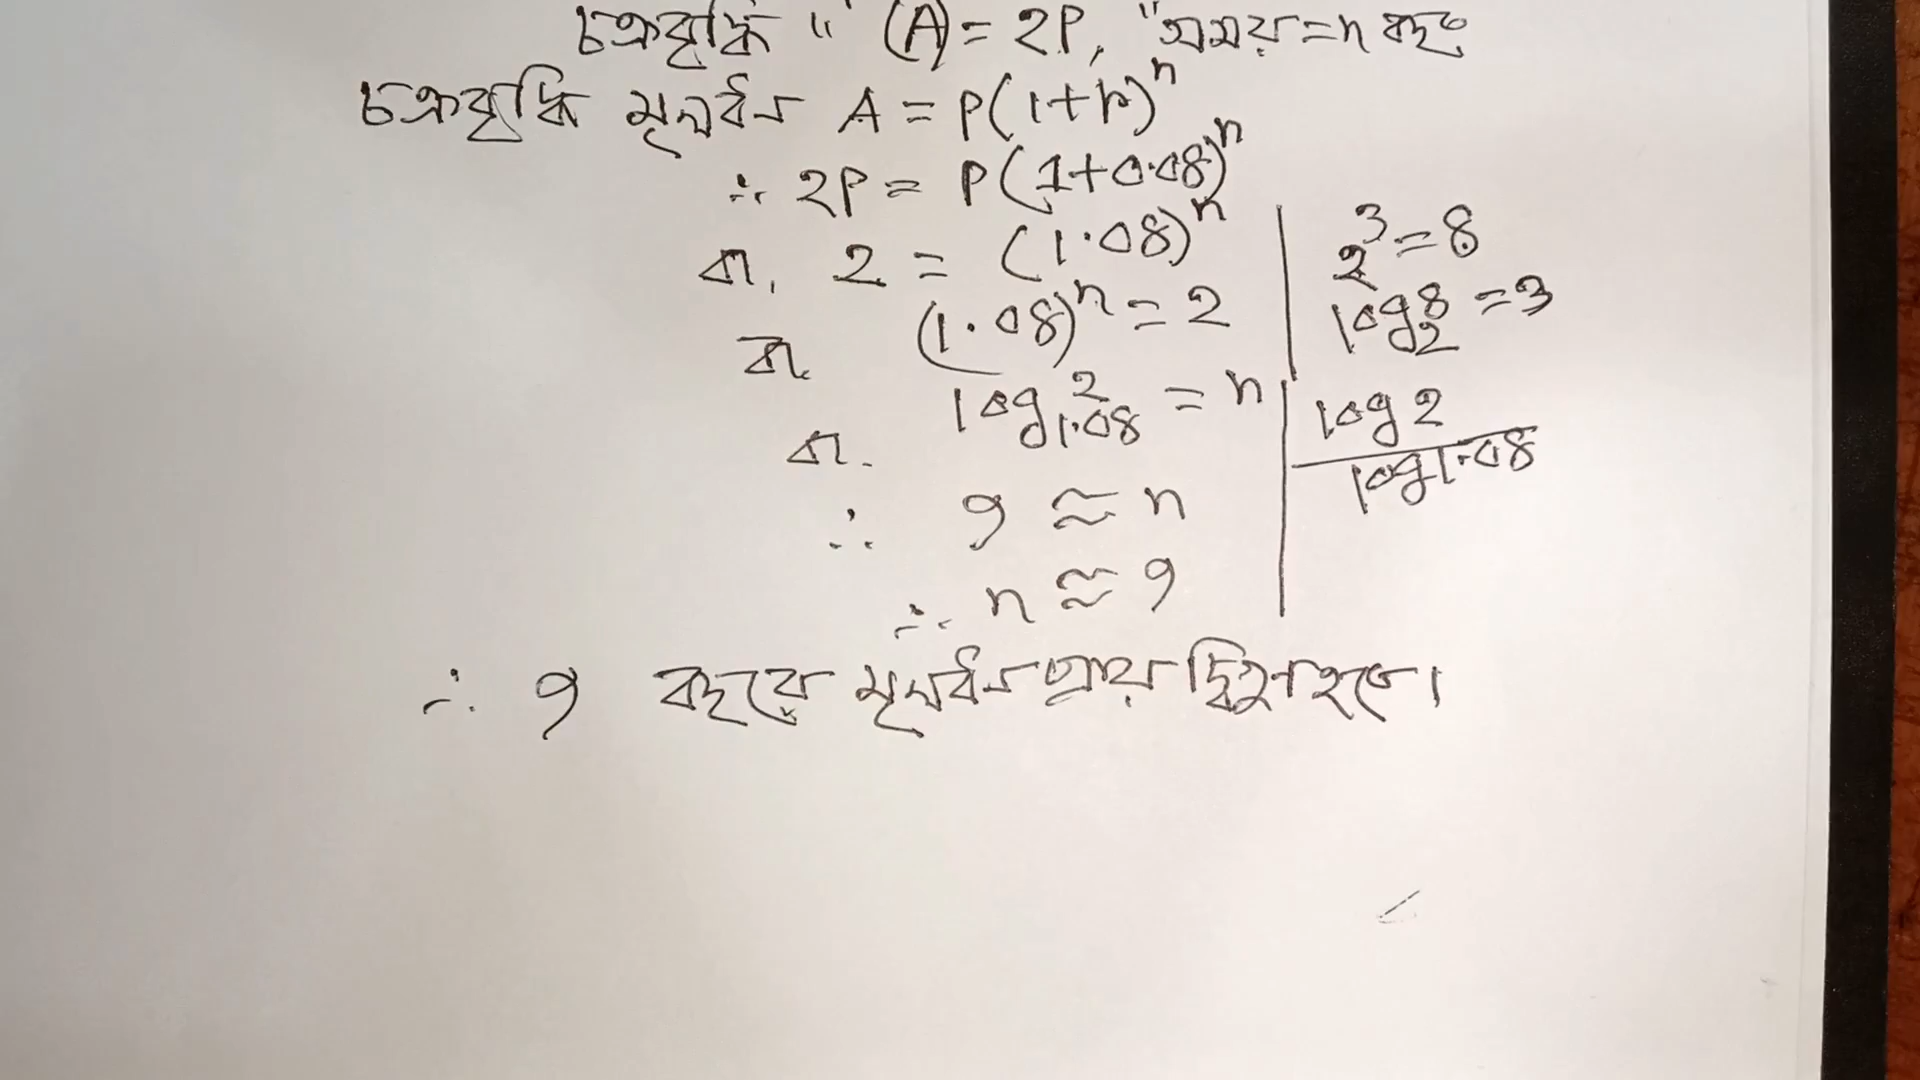 চক্রবৃদ্ধি " (A) = 2P, "সময় = n বছর
চক্রবৃদ্ধি মূলধন A = P(1+r)^n
∴ 2P = P(1+0.08)^n
বা, 2 = (1.08)^n
বা (1.08)^n = 2
বা. log_{1.08} 2 = n
∴ 9 ≈ n
∴ n ≈ 9
∴ 9 বছরে মূলধন প্রায় দ্বিগুন হবে।
2^3 = 8
log_2 8 = 3
log 2
log 1.08